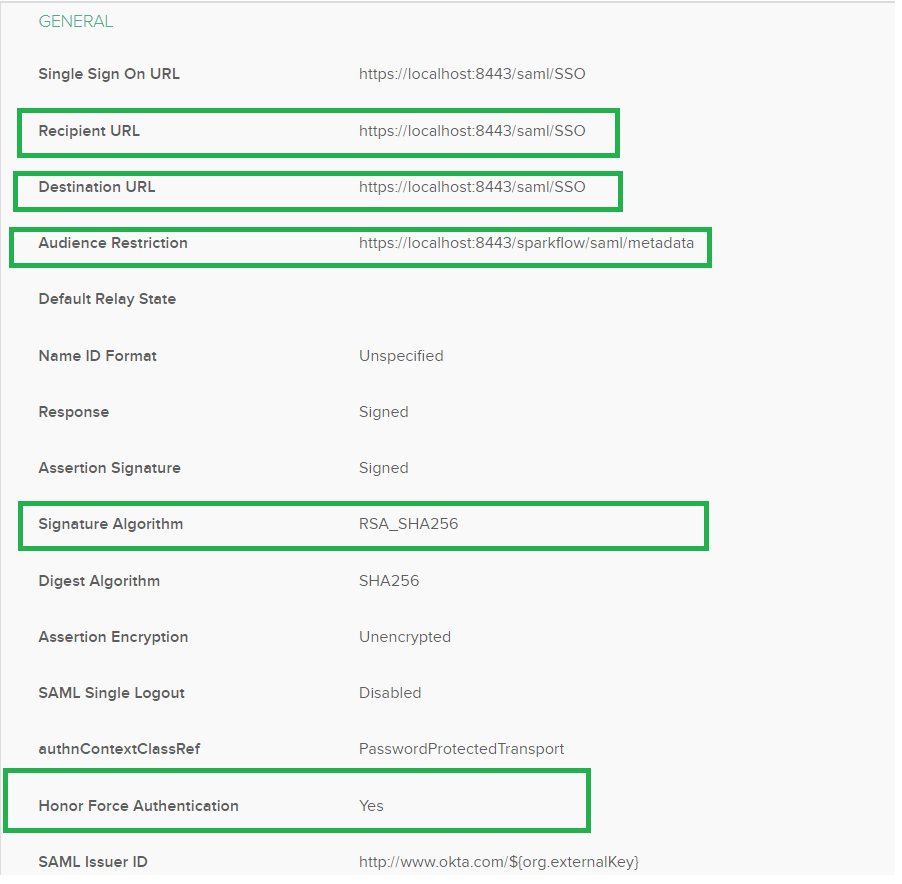 GENERAL
Single Sign On URL https://localhost:8443/saml/SSO
Recipient URL https://localhost:8443/saml/SSO
Destination URL https://localhost:8443/saml/SSO
Audience Restriction https://localhost:8443/sparkflow/saml/metadata
Default Relay State
Name ID Format Unspecified
Response Signed
Assertion Signature Signed
Signature Algorithm RSA_SHA256
Digest Algorithm SHA256
Assertion Encryption Unencrypted
SAML Single Logout Disabled
authnContextClassRef PasswordProtectedTransport
Honor Force Authentication Yes
SAML Issuer ID http://www.okta.com/${org.externalKey}